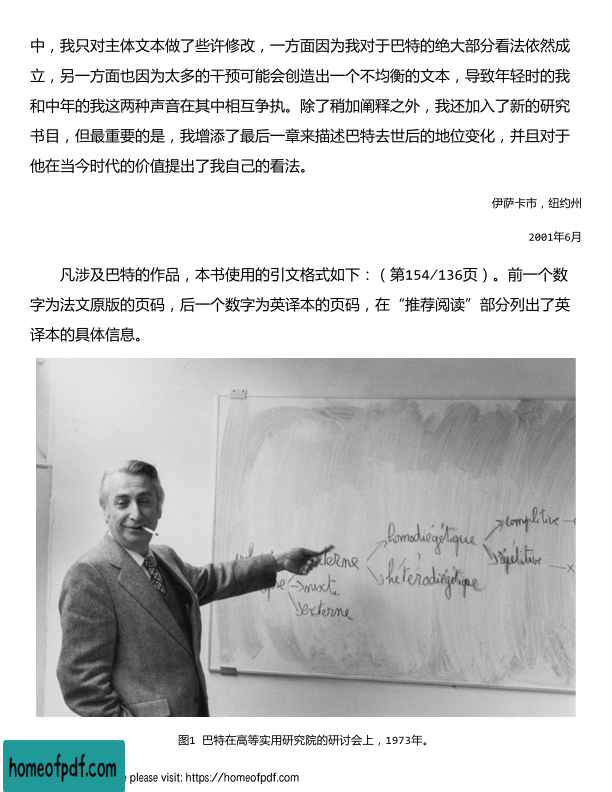 中，我只对主体文本做了些许修改，一方面因为我对于巴特的绝大部分看法依然成
立，另一方面也因为太多的干预可能会创造出一个不均衡的文本，导致年轻时的我
和中年的我这两种声音在其中相互争执。除了稍加阐释之外，我还加入了新的研究
书目，但最重要的是，我增添了最后一章来描述巴特去世后的地位变化，并且对于
他在当今时代的价值提出了我自己的看法。
伊萨卡市，纽约州
2001年6月
凡涉及巴特的作品，本书使用的引文格式如下：（第154/136页）。前一个数
字为法文原版的页码，后一个数字为英译本的页码，在“推荐阅读”部分列出了英
译本的具体信息。
complétive
homodiégétique
répétitive
hétérodiégétique
mixte
externe
图1 巴特在高等实用研究院的研讨会上，1973年。
homeofpdf.com
please visit: https://homeofpdf.com